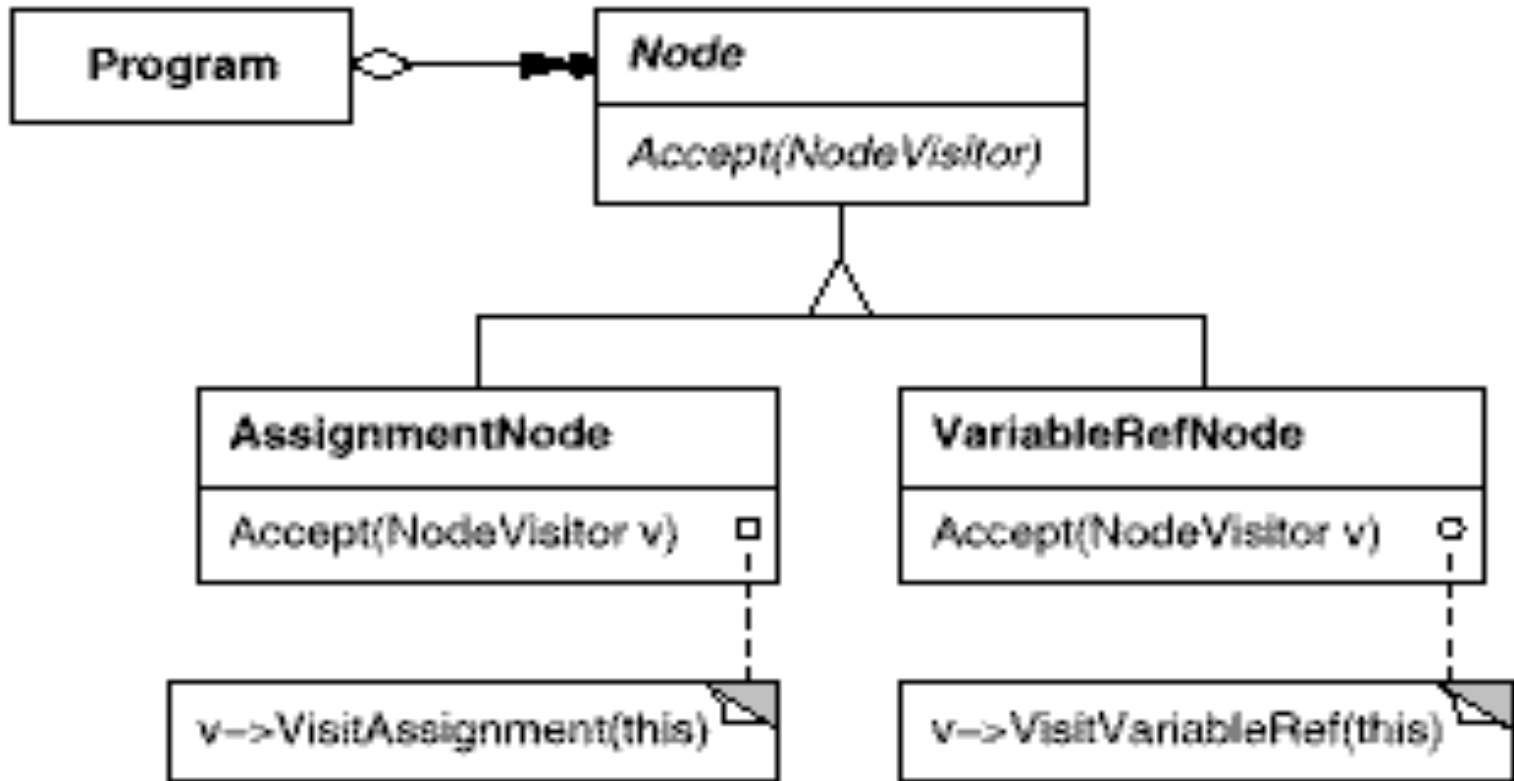 Program
Node
Accept(NodeVisitor)
AssignmentNode
Accept(NodeVisitor v)
VariableRefNode
Accept(NodeVisitor v)
v->VisitAssignment(this)
v->VisitVariableRef(this)